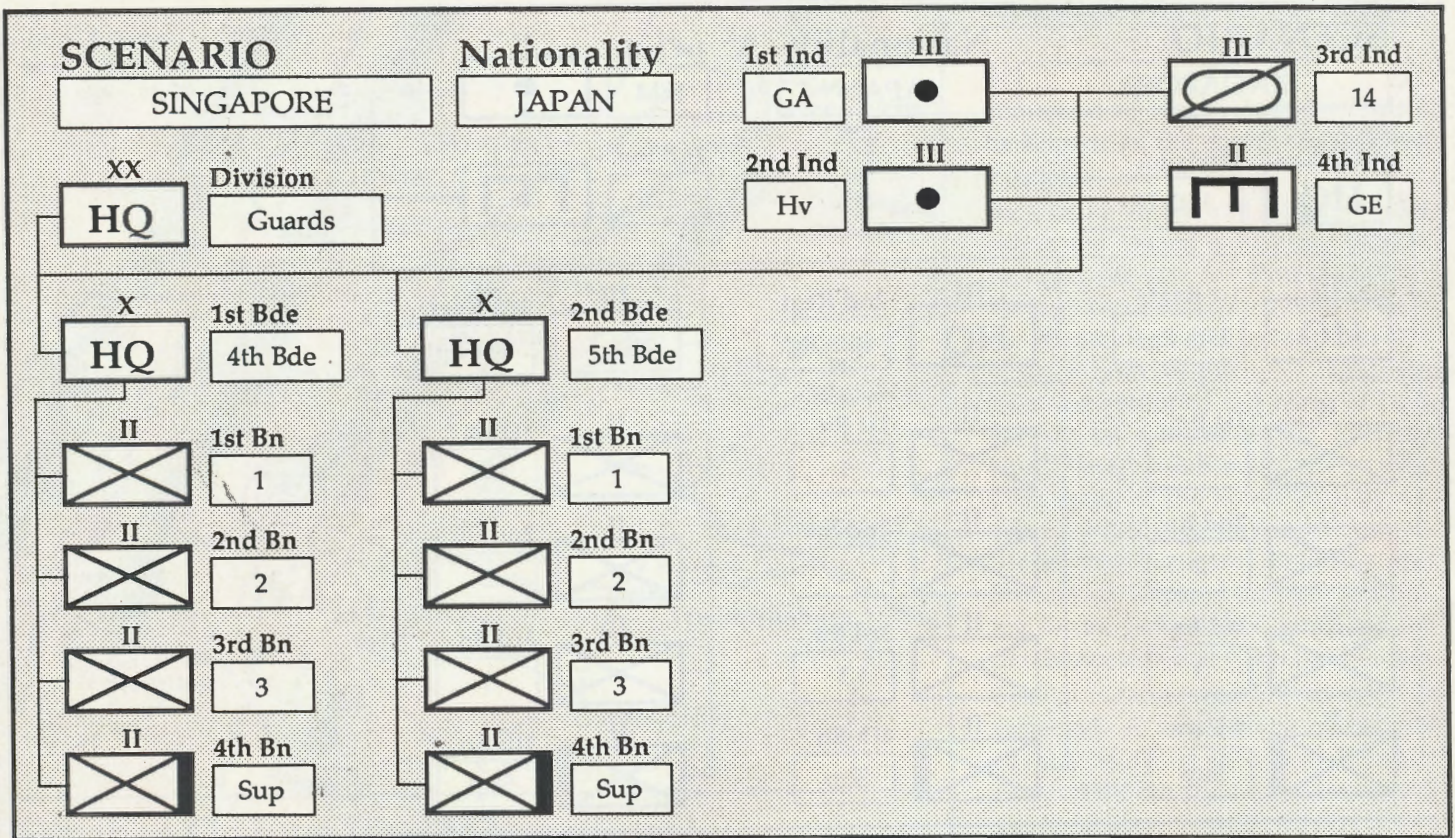 SCENARIO
SINGAPORE
Nationality
JAPAN
1st Ind
GA
III
III
3rd Ind
14
2nd Ind
Hv
III
II
4th Ind
GE
XX
HQ
Division
Guards
X
HQ
1st Bde
4th Bde
X
HQ
2nd Bde
5th Bde
II
1st Bn
1
II
1st Bn
1
II
2nd Bn
2
II
2nd Bn
2
II
3rd Bn
3
II
3rd Bn
3
II
4th Bn
Sup
II
4th Bn
Sup